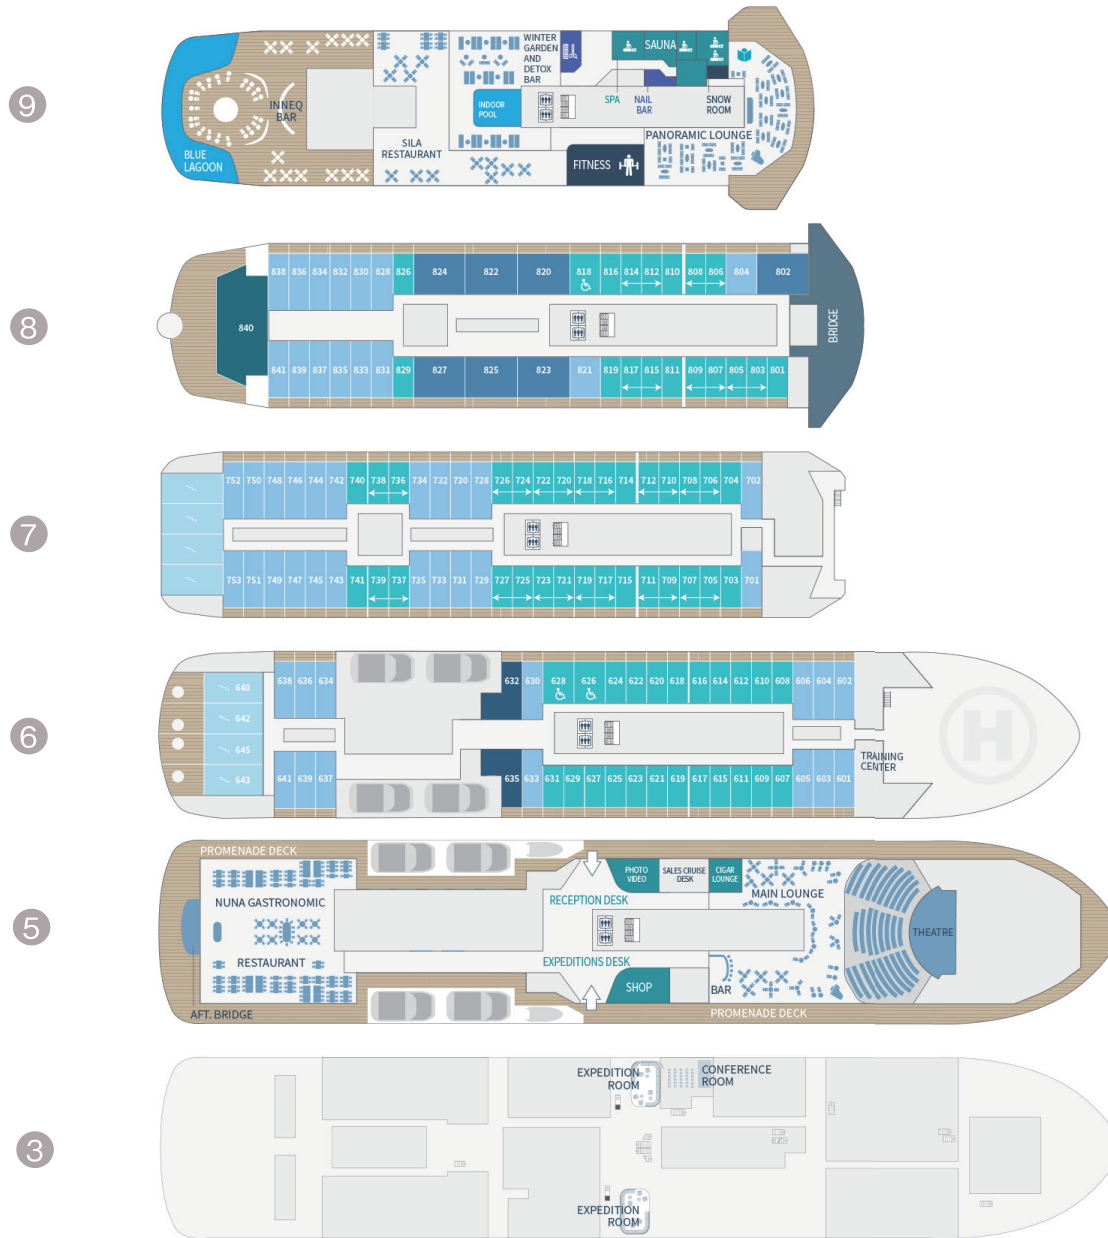 9
WINTER
GARDEN
AND
DETOX
BAR
SAUNA
INNEQ
BAR
INDOOR
POOL
SPA
NAIL
BAR
SNOW
ROOM
SILA
RESTAURANT
PANORAMIC LOUNGE
BLUE
LAGOON
FITNESS
8
838 836 834 832 830 828 826 824 822 820 818 816 814 812 810 808 806 804 802
840
BRIDGE
841 839 837 835 833 831 829 827 825 823 821 819 817 815 811 809 807 805 803 801
7
752 750 748 746 744 742 740 738 736 734 732 730 728 726 724 722 720 718 716 714 712 710 708 706 704 702
753 751 749 747 745 743 741 739 737 735 733 731 729 727 725 723 721 719 717 715 711 709 707 705 703 701
6
638 636 634 632 630 628 626 624 622 620 618 616 614 612 610 608 606 604 602
640
642
645
643
H
TRAINING
CENTER
641 639 637 635 633 631 629 627 625 623 621 619 617 615 611 609 607 605 603 601
5
PROMENADE DECK
PHOTO
VIDEO
SALES CRUISE
DESK
CIGAR
LOUNGE
NUNA GASTRONOMIC
RECEPTION DESK
MAIN LOUNGE
THEATRE
RESTAURANT
EXPEDITIONS DESK
SHOP
BAR
AFT. BRIDGE
PROMENADE DECK
3
EXPEDITION
ROOM
CONFERENCE
ROOM
EXPEDITION
ROOM